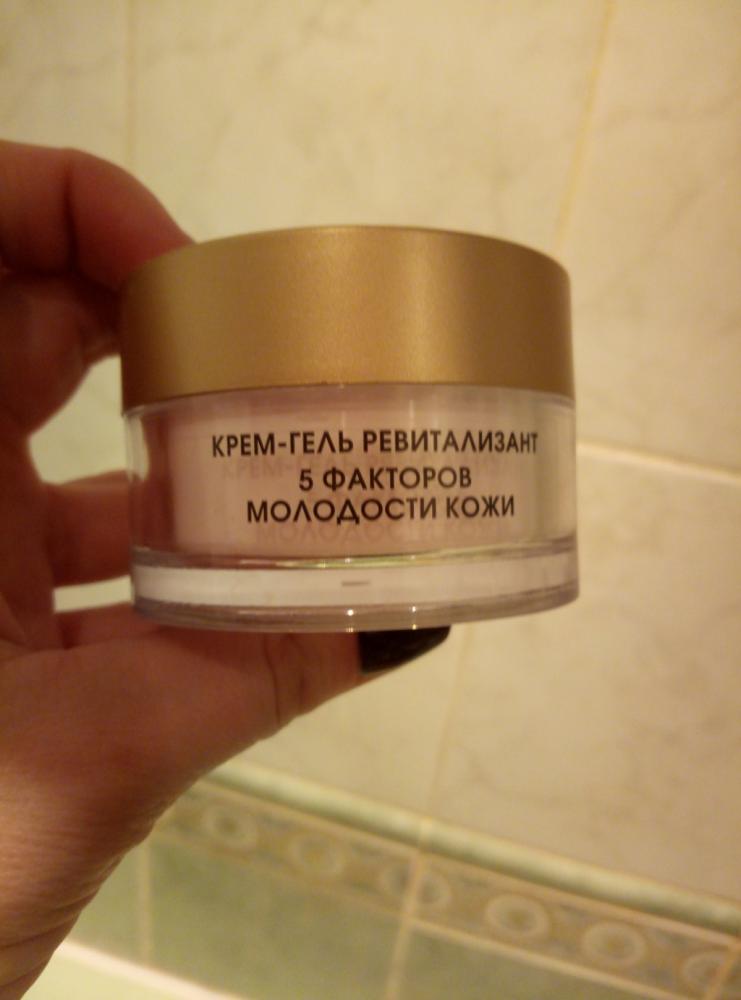 КРЕМ-ГЕЛЬ РЕВИТАЛИЗАНТ
5 ФАКТОРОВ
МОЛОДОСТИ КОЖИ